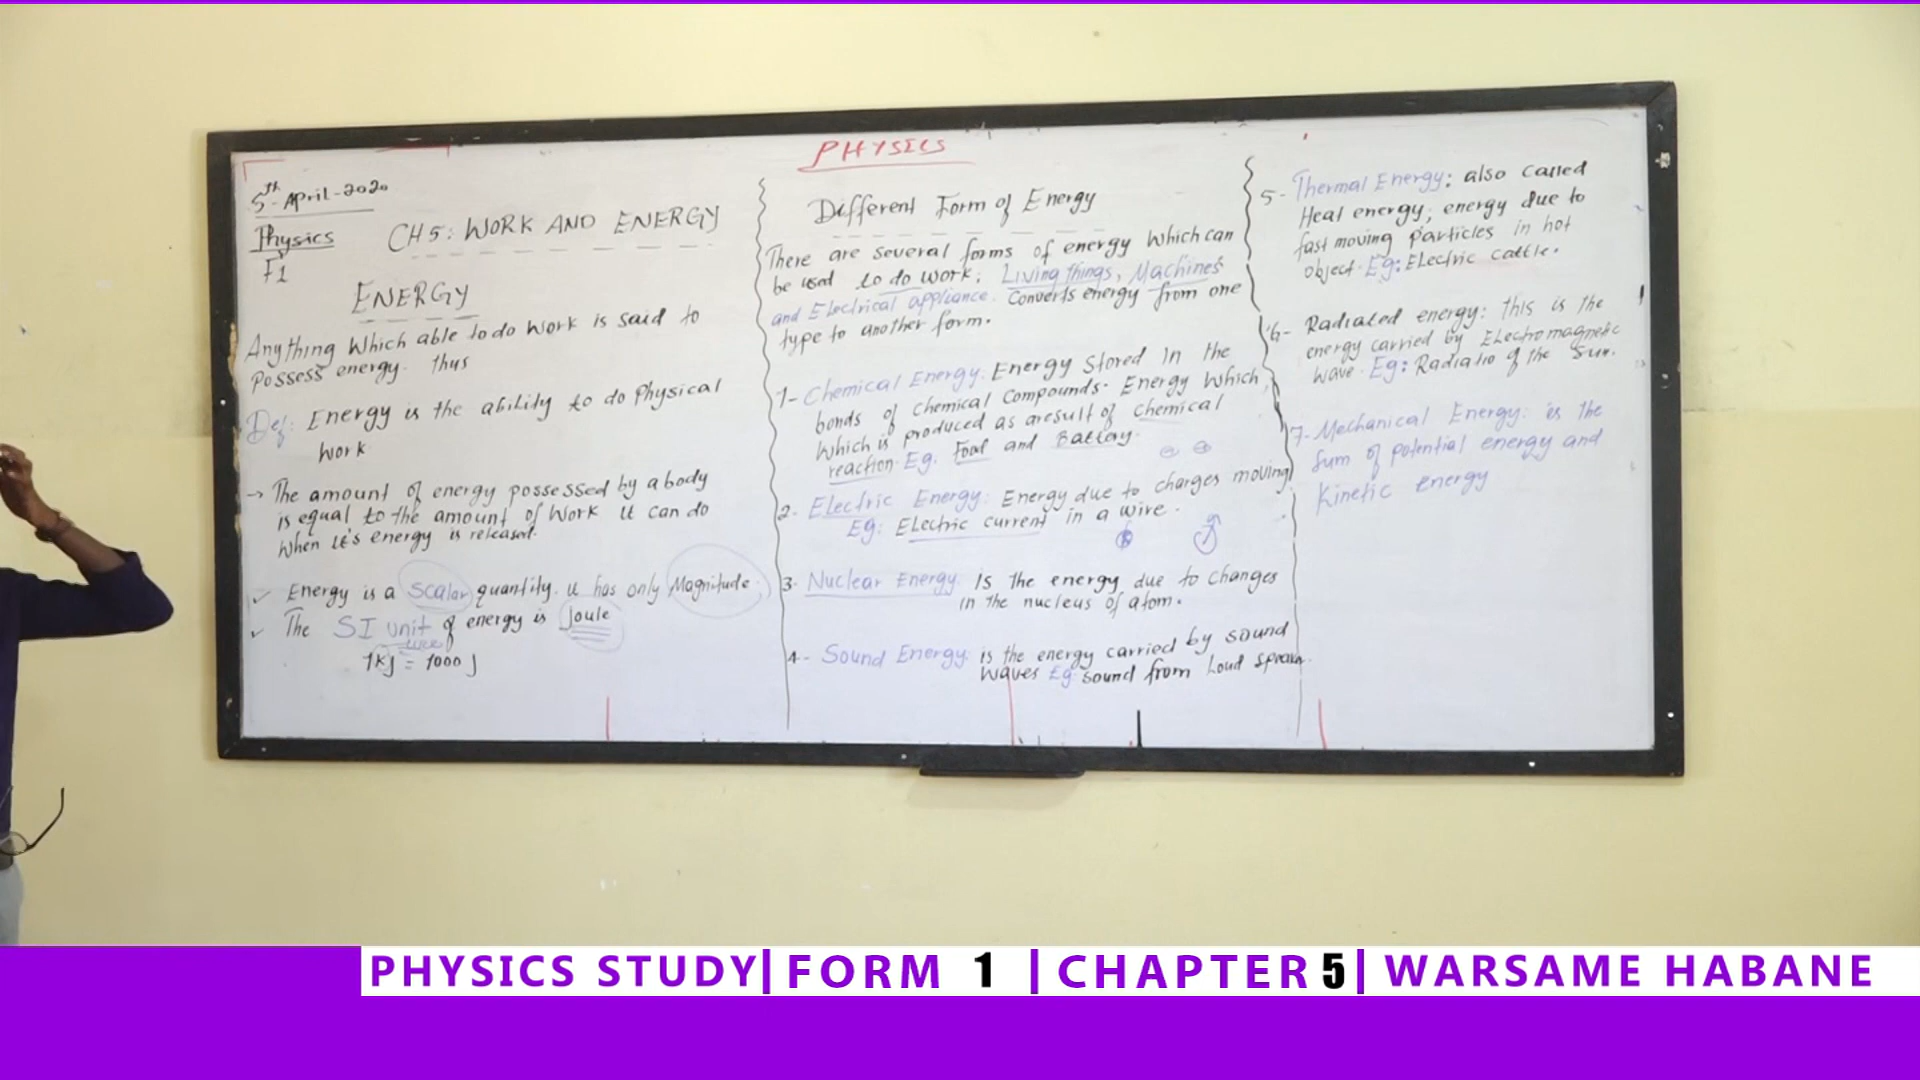 PHYSICS
5th-April-2020
Physics
F1
CH5: WORK AND ENERGY
ENERGY
Anything Which able to do Work is said to
Possess energy. Thus
Def: Energy is the ability to do Physical
Work.
→ The amount of energy possessed by a body
is equal to the amount of Work it can do
When it's energy is released.
✓ Energy is a Scalar quantity. it has only Magnitude.
✓ The SI unit of energy is Joule
1kJ = 1000 J
Different Form of Energy
There are several forms of energy Which can
be used to do work; Living things, Machines
and Electrical appliance. Converts energy from one
type to another form.
1- Chemical Energy: Energy Stored In the
bonds of chemical Compounds. Energy Which
Which is produced as aresult of chemical
reaction. Eg. Food and Battery.
2. Electric Energy: Energy due to charges moving
Eg: Electric current in a wire.
3. Nuclear Energy: Is the energy due to changes
in the nucleus of atom.
4- Sound Energy: is the energy carried by sound
Waves Eg: Sound from Loud
5- Thermal Energy: also called
Heal energy; energy due to
fast moving particles in hot
object. Eg: Electric cattle.
6- Radiated energy: this is the
energy carried by Electromagnetic
wave. Eg: Radiatio of the Sun.
7- Mechanical Energy: is the
Sum of potential energy and
Kinetic energy
PHYSICS STUDY| FORM 1 | CHAPTER 5 | WARSAME HABANE